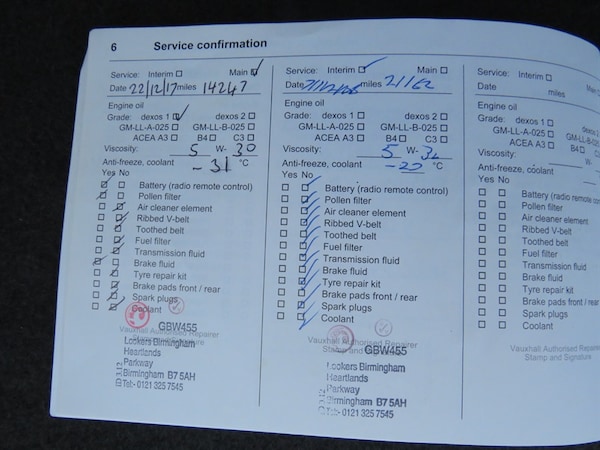 6 Service confirmation
Service: Interim Main
Date 22/12/17 miles 14247
Engine oil
Grade: dexos 1 dexos 2
GM-LL-A-025 GM-LL-B-025
ACEA A3 B4 C3
Viscosity: 5 W- 30
Anti-freeze, coolant -31 °C
Yes No
Battery (radio remote control)
Pollen filter
Air cleaner element
Ribbed V-belt
Toothed belt
Fuel filter
Transmission fluid
Brake fluid
Tyre repair kit
Brake pads front / rear
Spark plugs
Coolant
Vauxhall Authorised Repairer
GBW455
Lookers Birmingham
Heartlands
Parkway
Birmingham B7 5AH
Tel:- 0121 325 7545
Service: Interim Main
Date miles 21162
Engine oil
Grade: dexos 1 dexos 2
GM-LL-A-025 GM-LL-B-025
ACEA A3 B4 C3
Viscosity: 5 W-
Anti-freeze, coolant °C
Yes No
Battery (radio remote control)
Pollen filter
Air cleaner element
Ribbed V-belt
Toothed belt
Fuel filter
Transmission fluid
Brake fluid
Tyre repair kit
Brake pads front / rear
Spark plugs
Coolant
Vauxhall Authorised Repairer
Stamp and
GBW455
Lookers Birmingham
Heartlands
Parkway
Birmingham B7 5AH
Tel:- 0121 325 7545
Service: Interim
Date miles
Engine oil
Grade: dexos 1
GM-LL-A-025 GM-LL-B-025
ACEA A3 B4
Viscosity: W-
Anti-freeze, coolant
Yes No
Battery (radio remote
Pollen filter
Air cleaner element
Ribbed V-belt
Toothed belt
Fuel filter
Transmission fluid
Brake fluid
Tyre repair kit
Brake pads front / rear
Spark plugs
Coolant
Vauxhall Authorised
Stamp and Signature